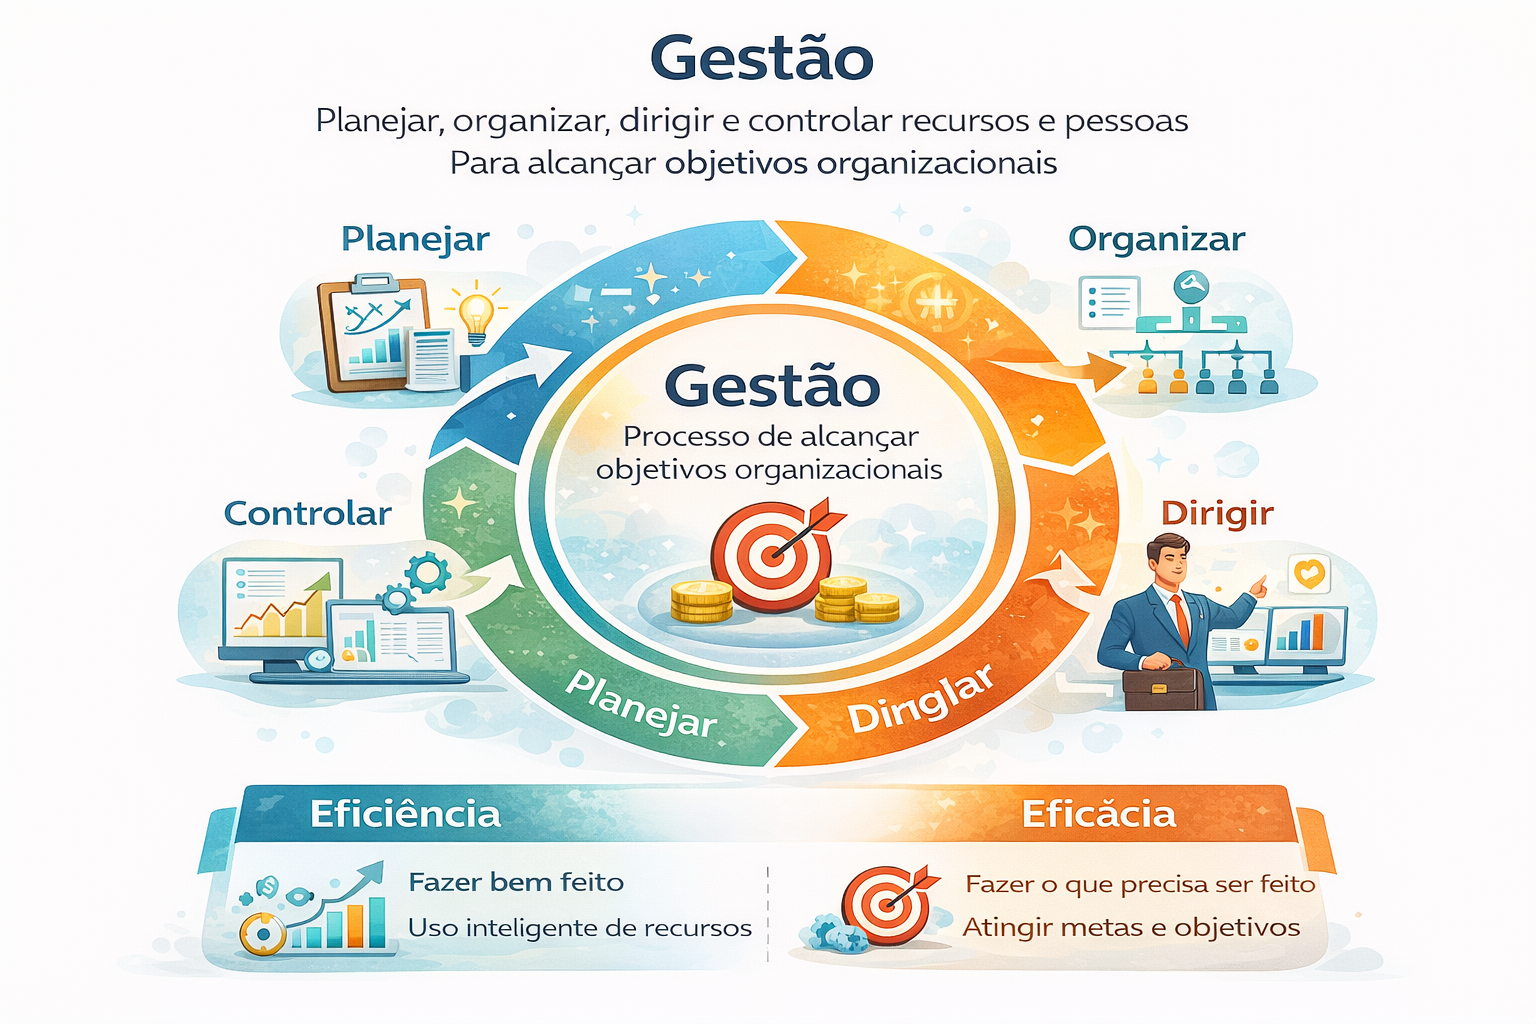 Gestão
Planejar, organizar, dirigir e controlar recursos e pessoas
Para alcançar objetivos organizacionais
Planejar
Organizar
Gestão
Processo de alcançar
objetivos organizacionais
Controlar
Dirigir
Planejar
Dinglar
Eficiência
Eficăcia
Fazer bem feito
Uso inteligente de recursos
Fazer o que precisa ser feito
Atingir metas e objetivos